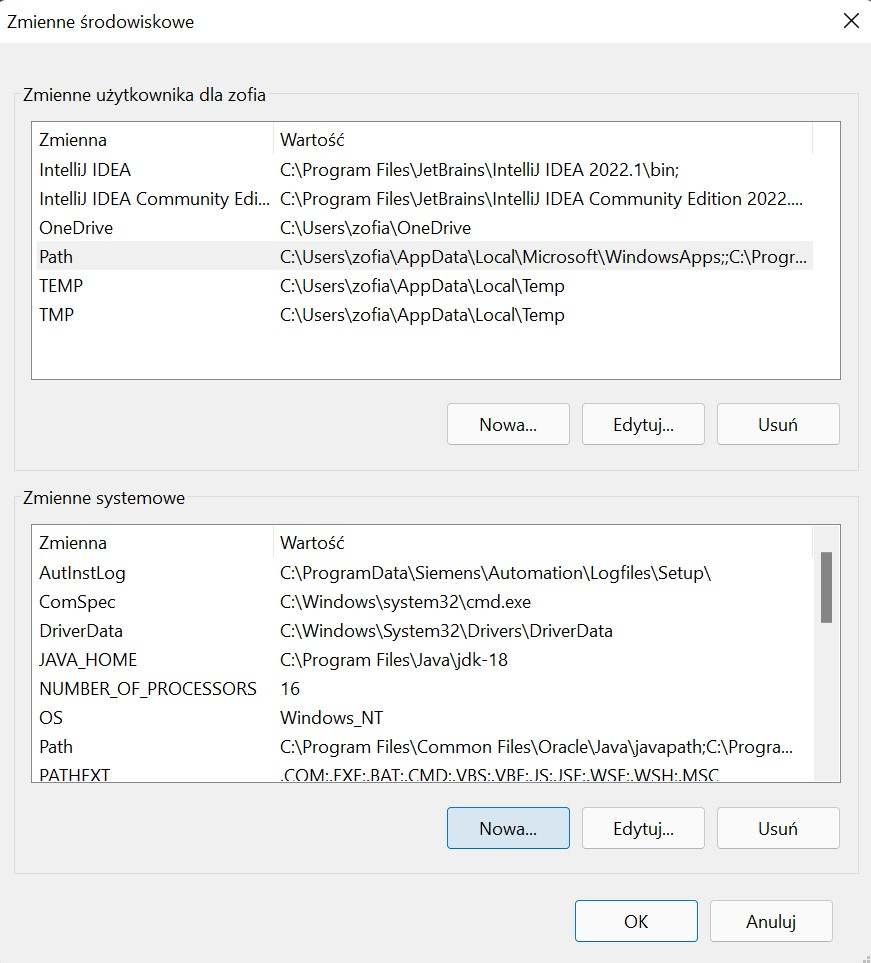 Zmienne środowiskowe
Zmienne użytkownika dla zofia
Zmienna Wartość
IntelliJ IDEA C:\Program Files\JetBrains\IntelliJ IDEA 2022.1\bin;
IntelliJ IDEA Community Edi... C:\Program Files\JetBrains\IntelliJ IDEA Community Edition 2022....
OneDrive C:\Users\zofia\OneDrive
Path C:\Users\zofia\AppData\Local\Microsoft\WindowsApps;;C:\Progr...
TEMP C:\Users\zofia\AppData\Local\Temp
TMP C:\Users\zofia\AppData\Local\Temp
Nowa... Edytuj... Usuń
Zmienne systemowe
Zmienna Wartość
AutInstLog C:\ProgramData\Siemens\Automation\Logfiles\Setup\
ComSpec C:\Windows\system32\cmd.exe
DriverData C:\Windows\System32\Drivers\DriverData
JAVA_HOME C:\Program Files\Java\jdk-18
NUMBER_OF_PROCESSORS 16
OS Windows_NT
Path C:\Program Files\Common Files\Oracle\Java\javapath;C:\Progra...
PATHEXT .COM;.EXE;.BAT;.CMD;.VBS;.VBE;.JS;.JSE;.WSF;.WSH;.MSC
Nowa... Edytuj... Usuń
OK Anuluj